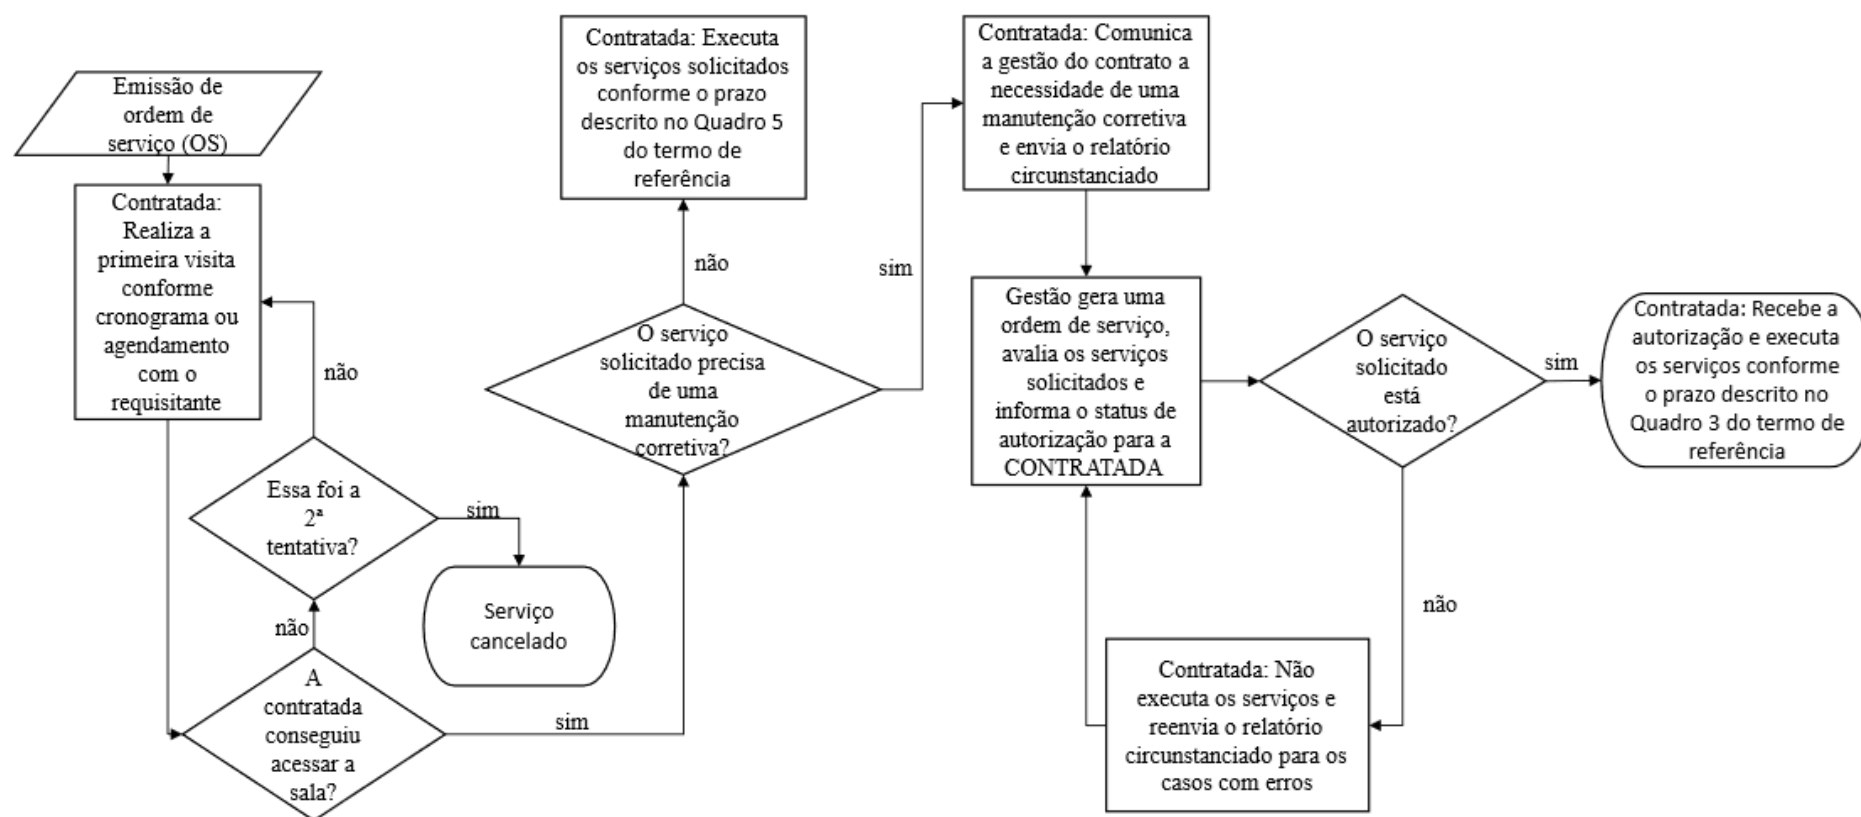 Emissão de
ordem de
serviço (OS)
Contratada:
Realiza a
primeira visita
conforme
cronograma ou
agendamento
com o
requisitante
não
Essa foi a
2ª
tentativa?
sim
Serviço
cancelado
não
A
contratada
conseguiu
acessar a
sala?
sim
Contratada: Executa
os serviços solicitados
conforme o prazo
descrito no Quadro 5
do termo de
referência
não
O serviço
solicitado precisa
de uma
manutenção
corretiva?
sim
Contratada: Comunica
a gestão do contrato a
necessidade de uma
manutenção corretiva
e envia o relatório
circunstanciado
Gestão gera uma
ordem de serviço,
avalia os serviços
solicitados e
informa o status de
autorização para a
CONTRATADA
O serviço
solicitado
está
autorizado?
sim
Contratada: Recebe a
autorização e executa
os serviços conforme
o prazo descrito no
Quadro 3 do termo de
referência
não
Contratada: Não
executa os serviços e
reenvia o relatório
circunstanciado para os
casos com erros